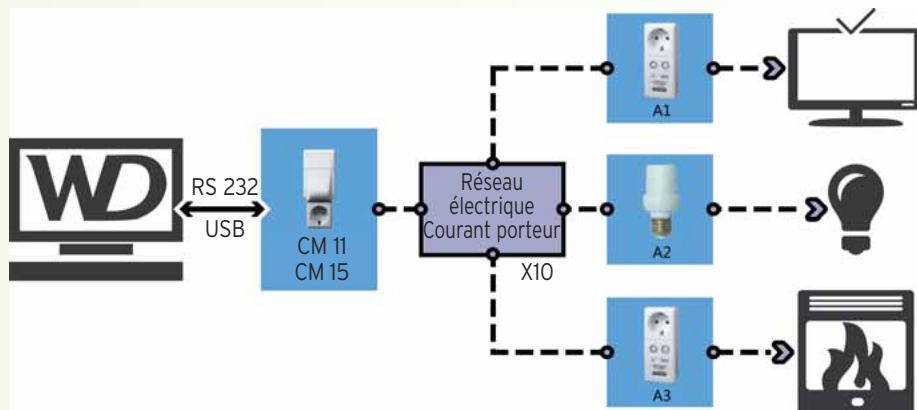 WD
RS 232
USB
CM 11
CM 15
Réseau
électrique
Courant porteur
X10
A1
A2
A3